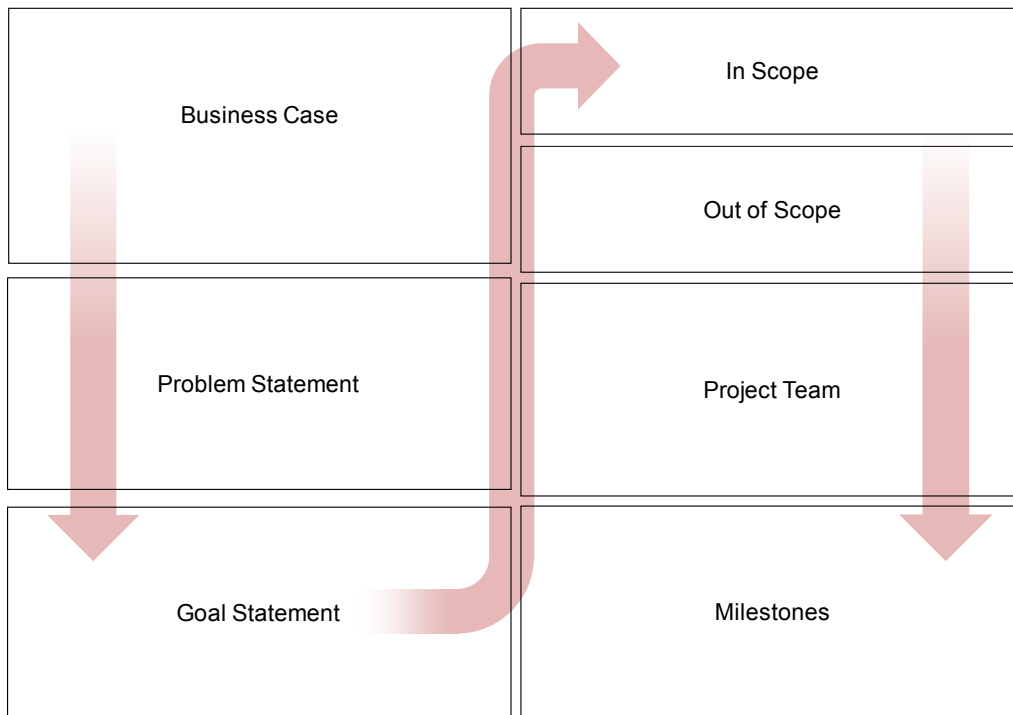 Business Case
Problem Statement
Goal Statement
In Scope
Out of Scope
Project Team
Milestones